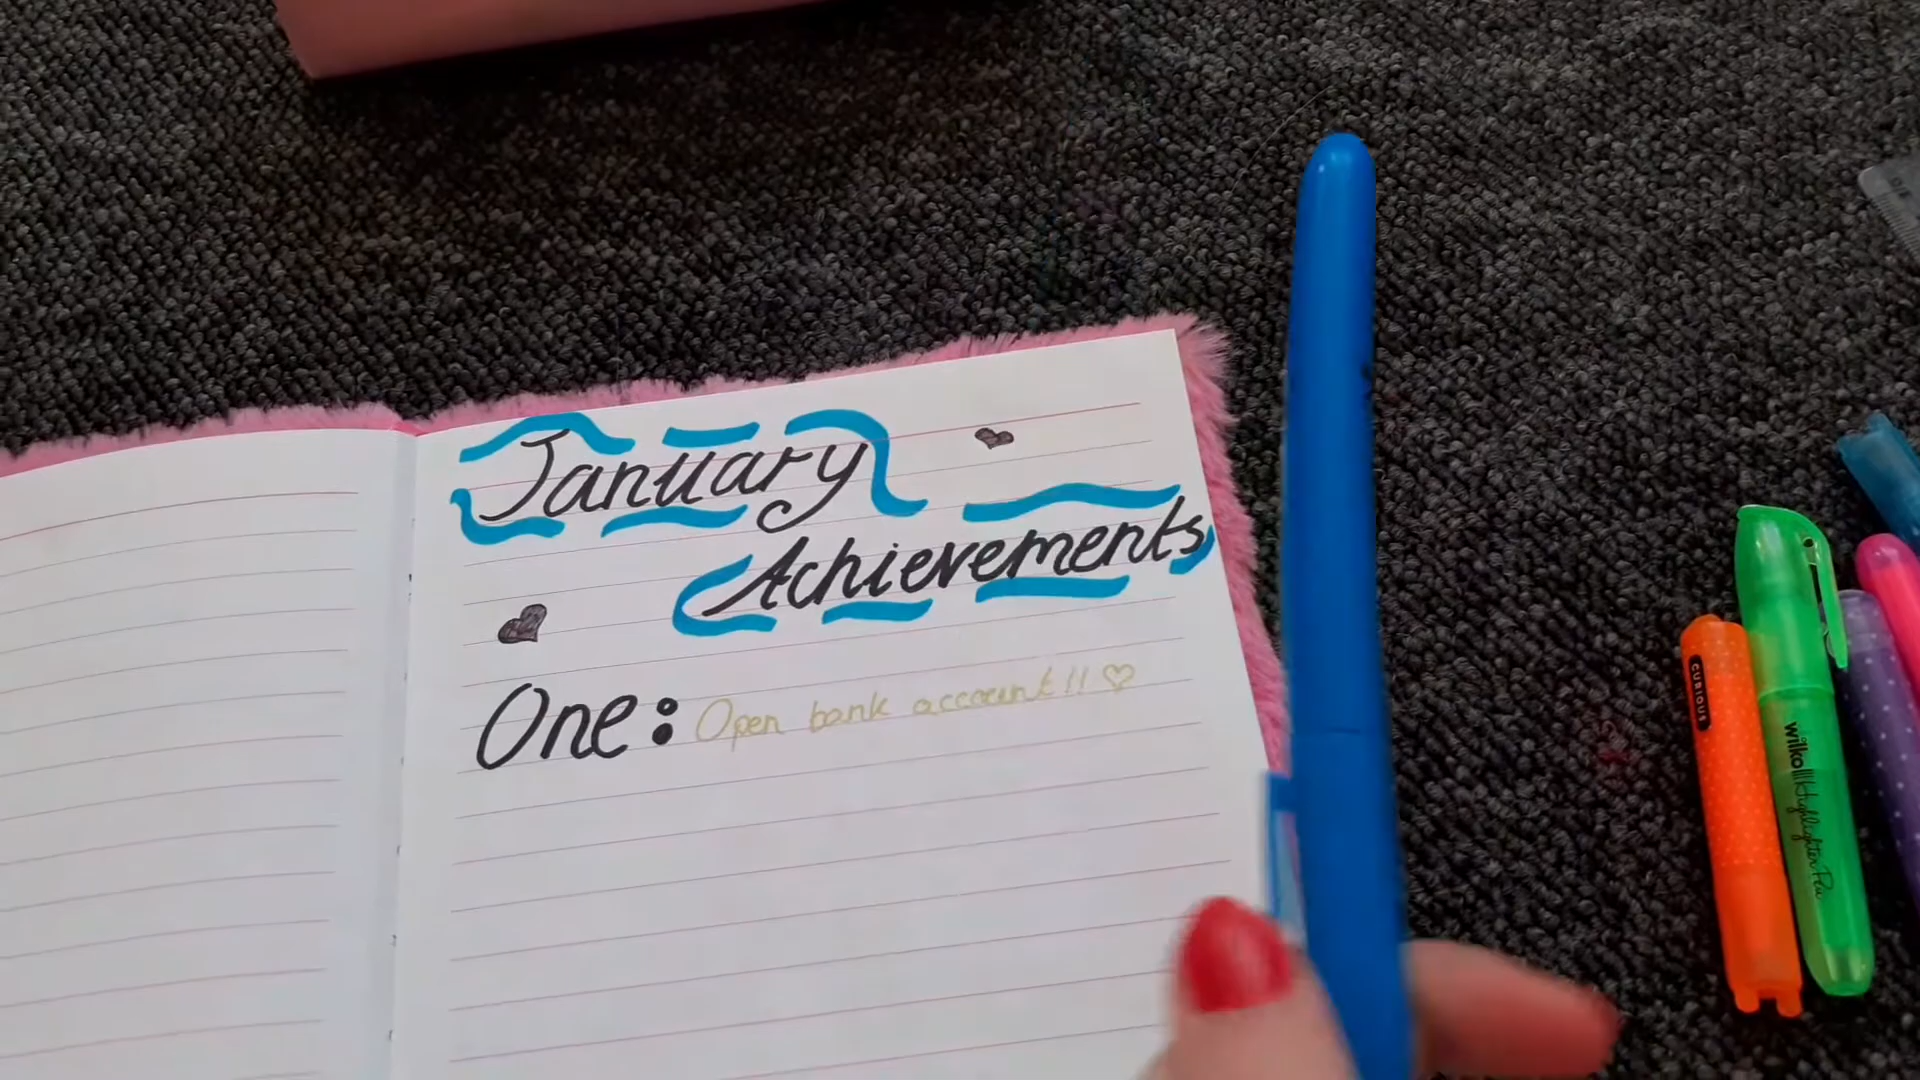 January
Achievements
One: Open bank account!! ♡
CURIOUS
wilko Highlighter Pen